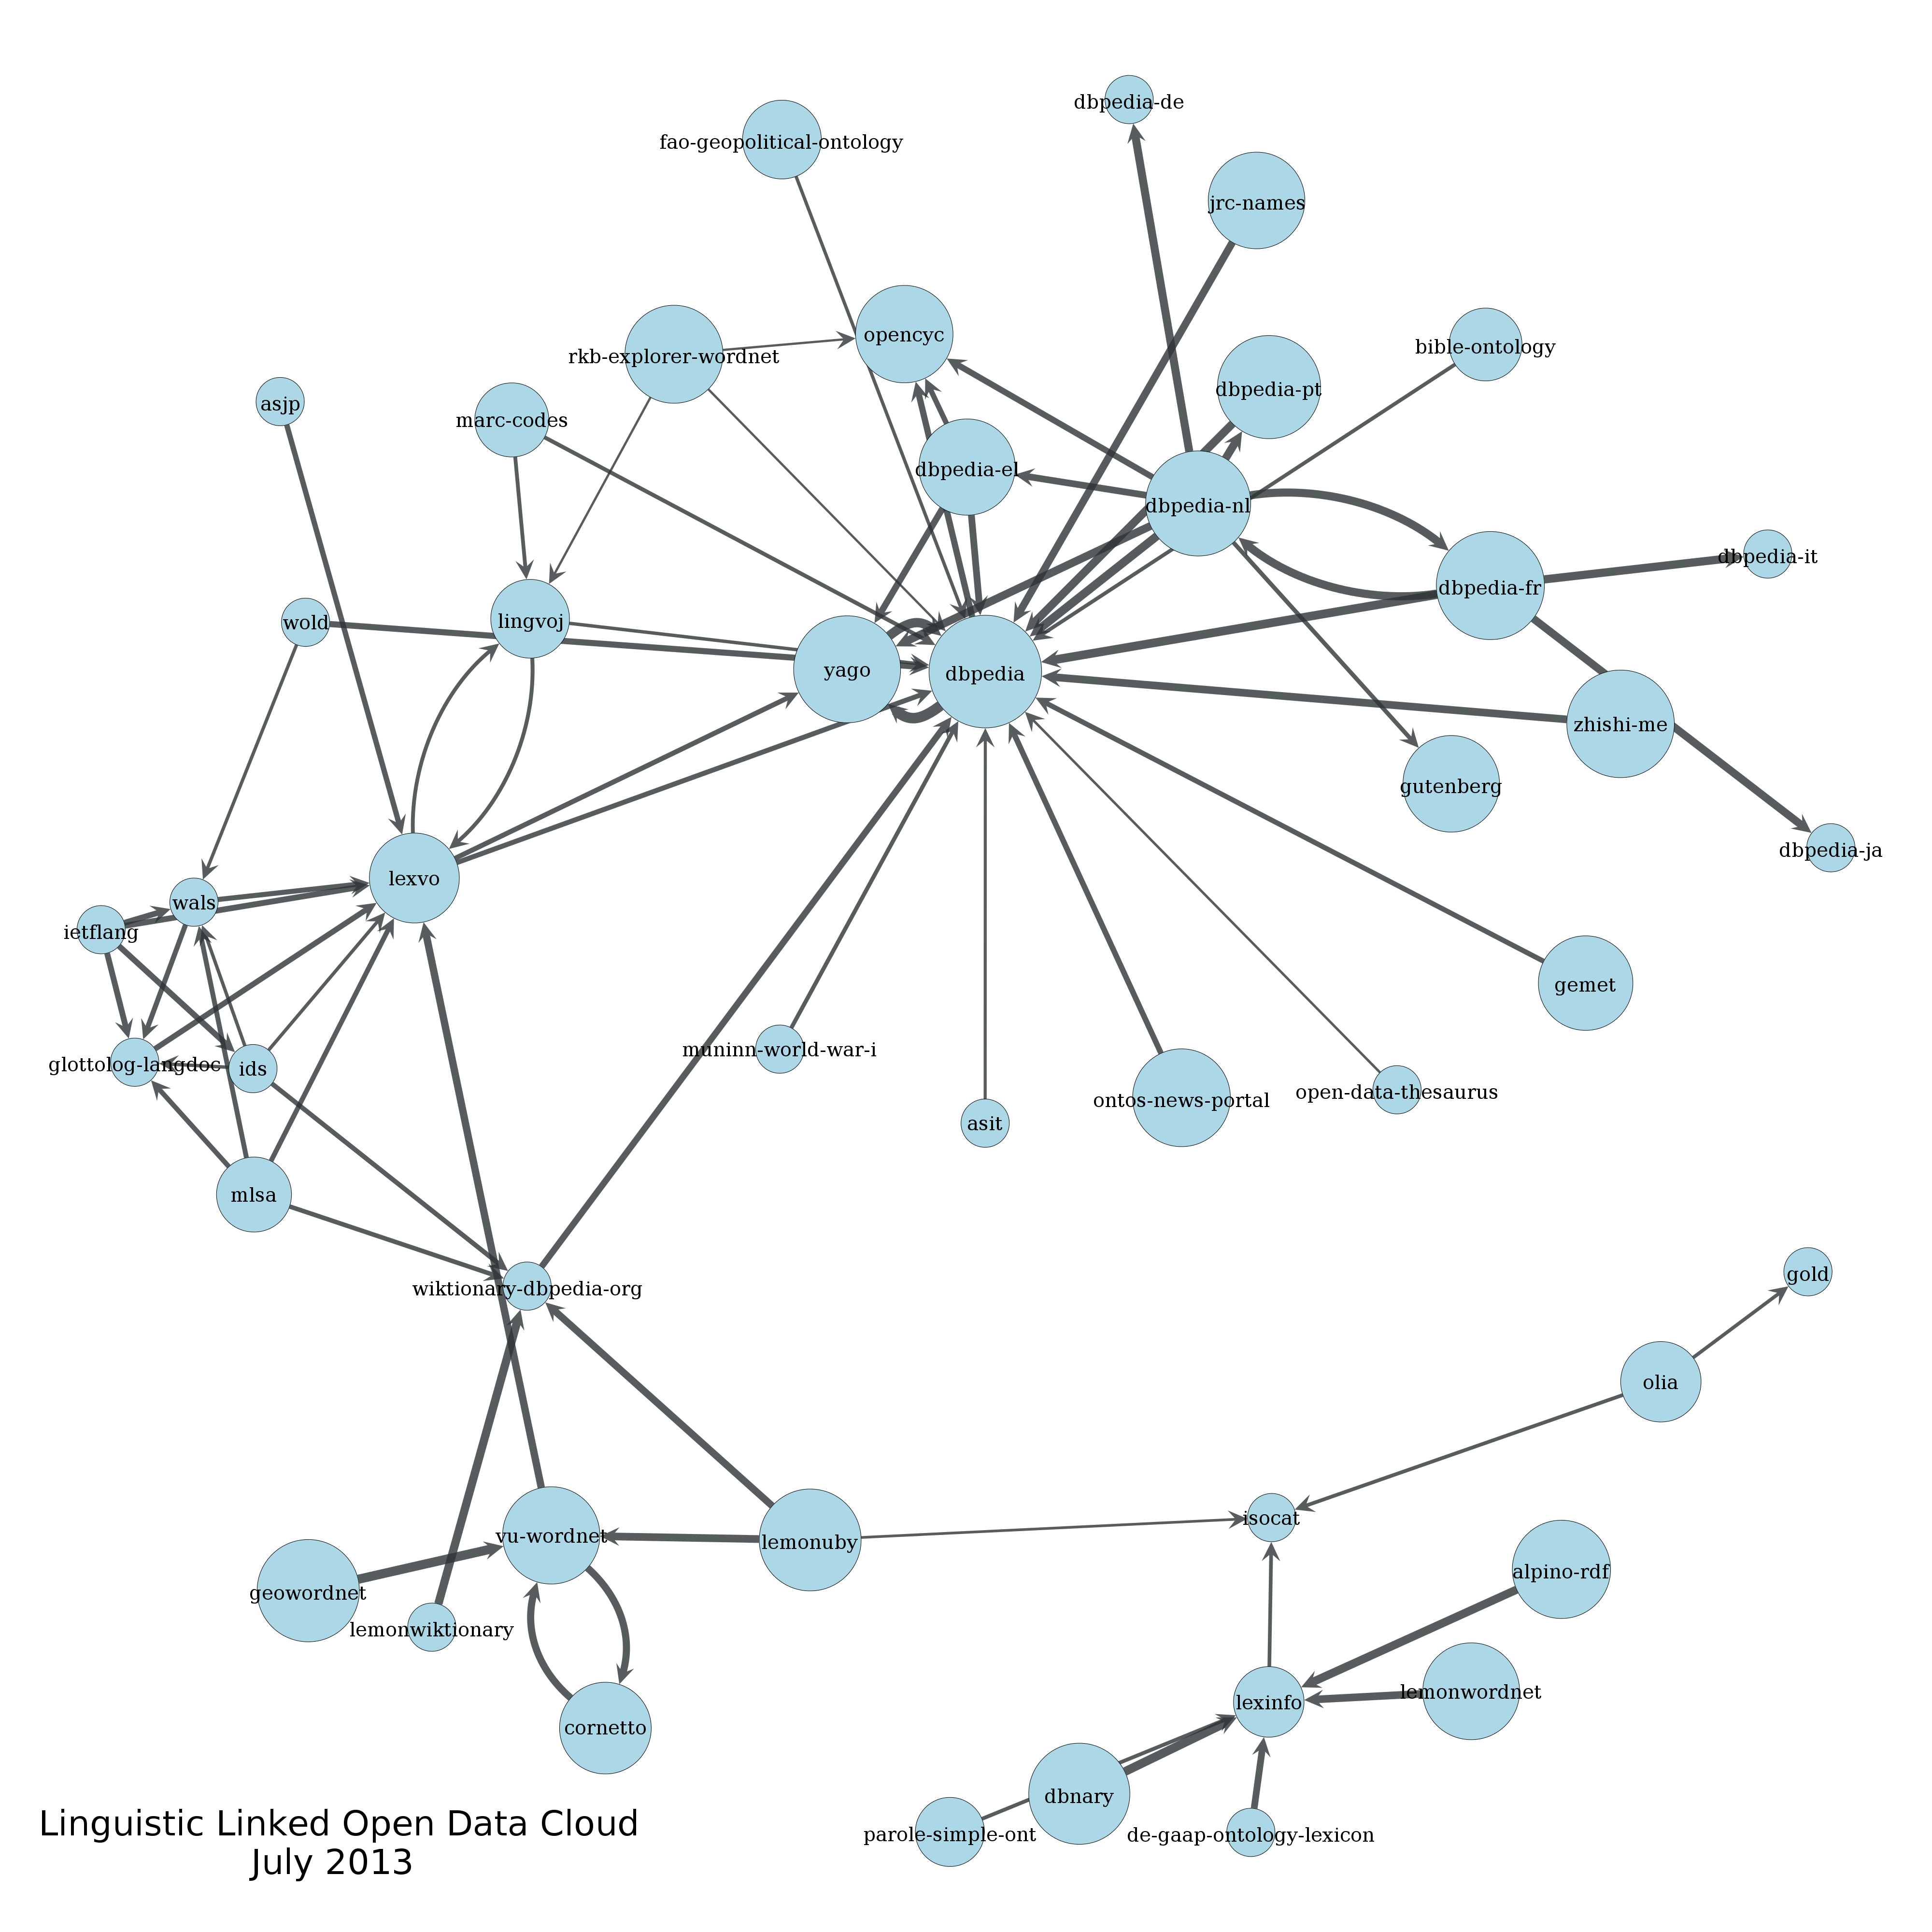 dbpedia-de
fao-geopolitical-ontology
jrc-names
opencyc
bible-ontology
rkb-explorer-wordnet
dbpedia-pt
asjp
marc-codes
dbpedia-el
dbpedia-nl
dbpedia-it
dbpedia-fr
wold
lingvoj
yago
dbpedia
zhishi-me
gutenberg
dbpedia-ja
lexvo
wals
ietflang
gemet
muninn-world-war-i
glottolog-langdoc
ids
open-data-thesaurus
ontos-news-portal
asit
mlsa
gold
wiktionary-dbpedia-org
olia
isocat
vu-wordnet
lemonuby
alpino-rdf
geowordnet
lemonwiktionary
lemonwordnet
lexinfo
cornetto
dbnary
parole-simple-ont
de-gaap-ontology-lexicon
Linguistic Linked Open Data Cloud
July 2013